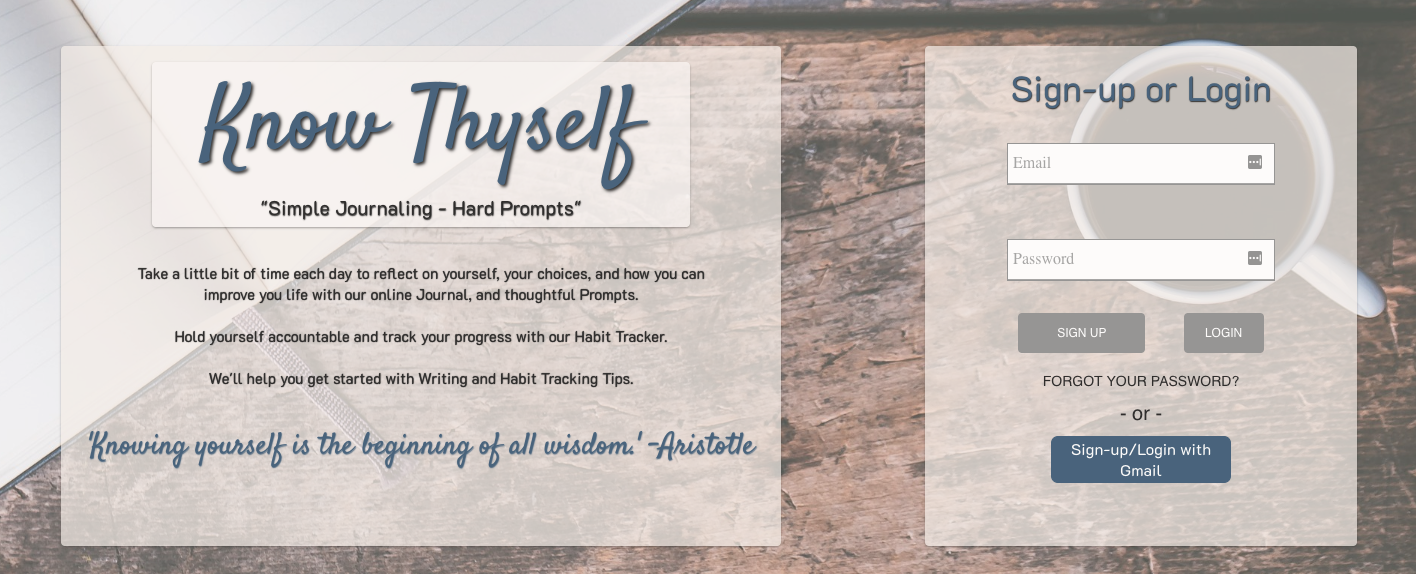 Know Thyself
"Simple Journaling - Hard Prompts"
Take a little bit of time each day to reflect on yourself, your choices, and how you can
improve you life with our online Journal, and thoughtful Prompts.
Hold yourself accountable and track your progress with our Habit Tracker.
We'll help you get started with Writing and Habit Tracking Tips.
'Knowing yourself is the beginning of all wisdom.' -Aristotle
Sign-up or Login
Email
Password
SIGN UP
LOGIN
FORGOT YOUR PASSWORD?
- or -
Sign-up/Login with
Gmail